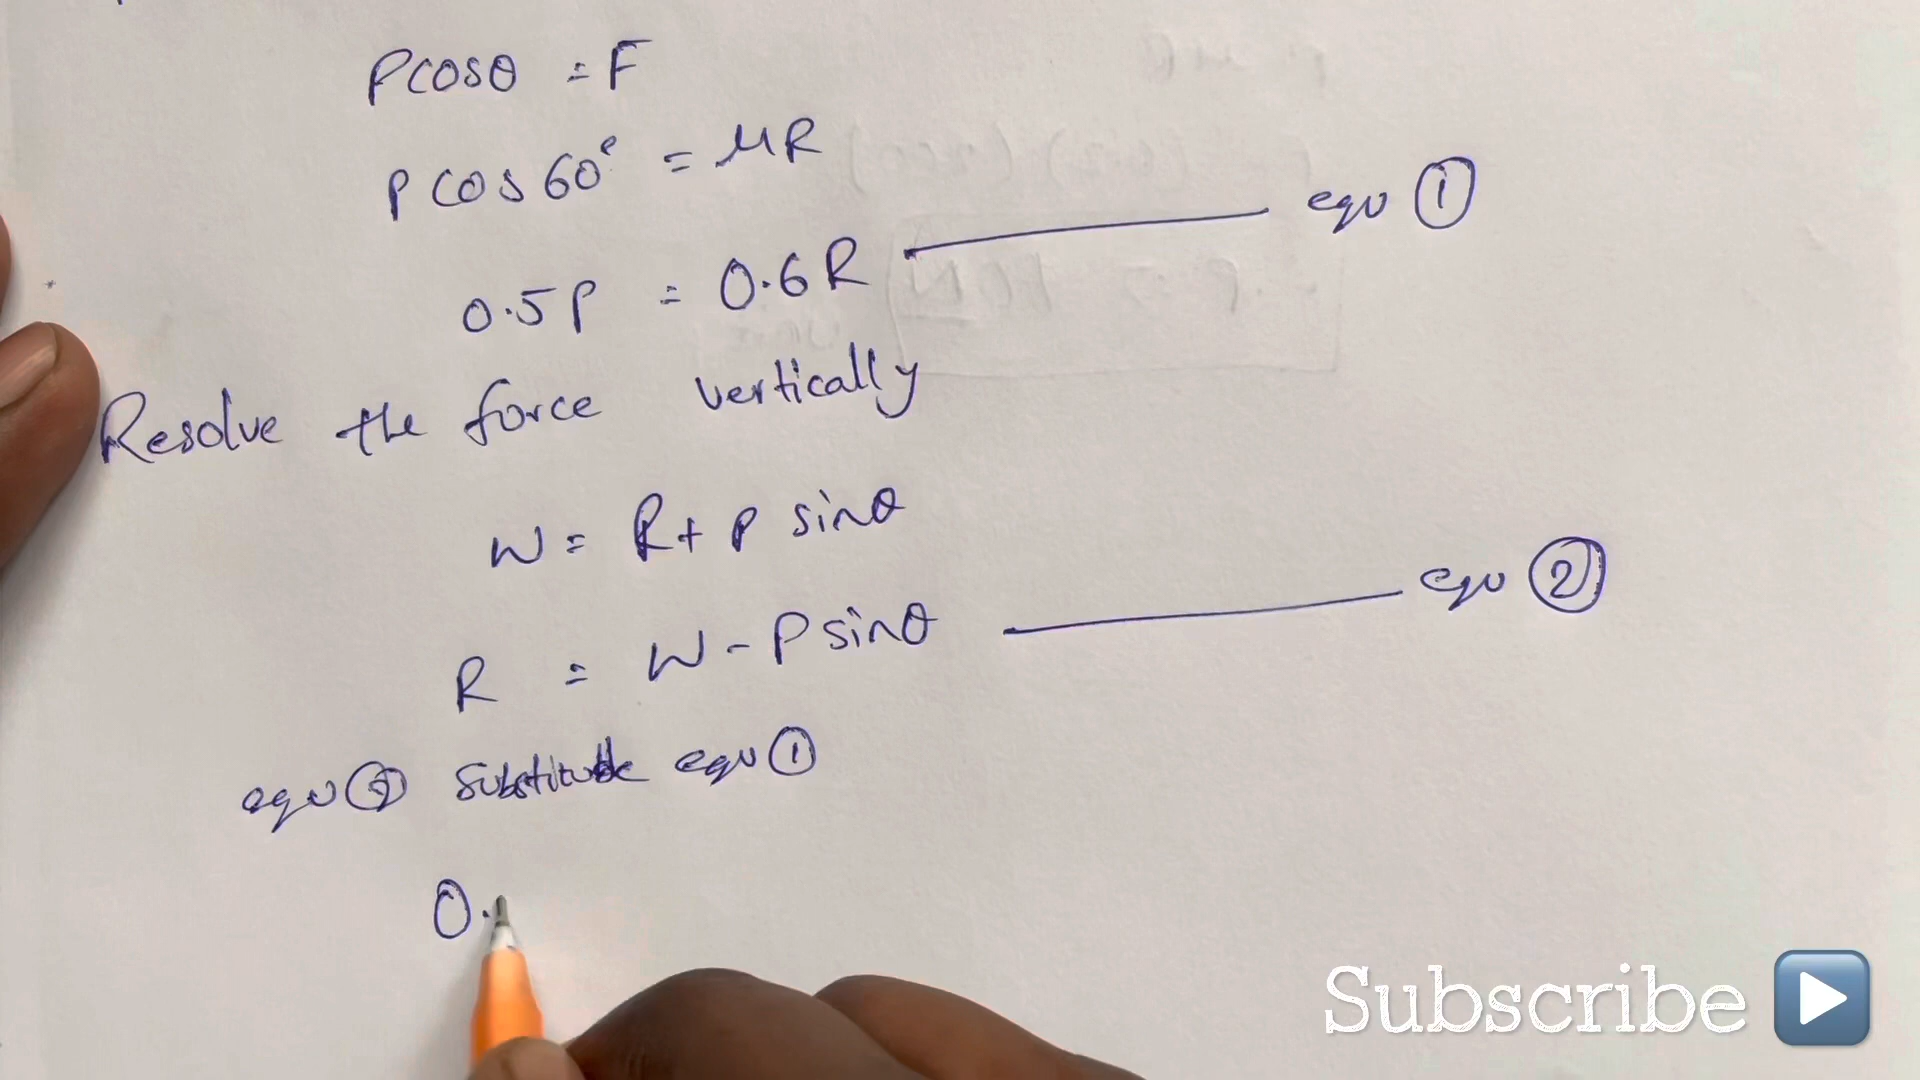 Pcosθ = F
P cos 60° = μR
0.5P = 0.6R equ ①
Resolve the force vertically
W = R + P sinθ
R = W - P sinθ equ ②
equ ② substitute equ ①
0.
Subscribe